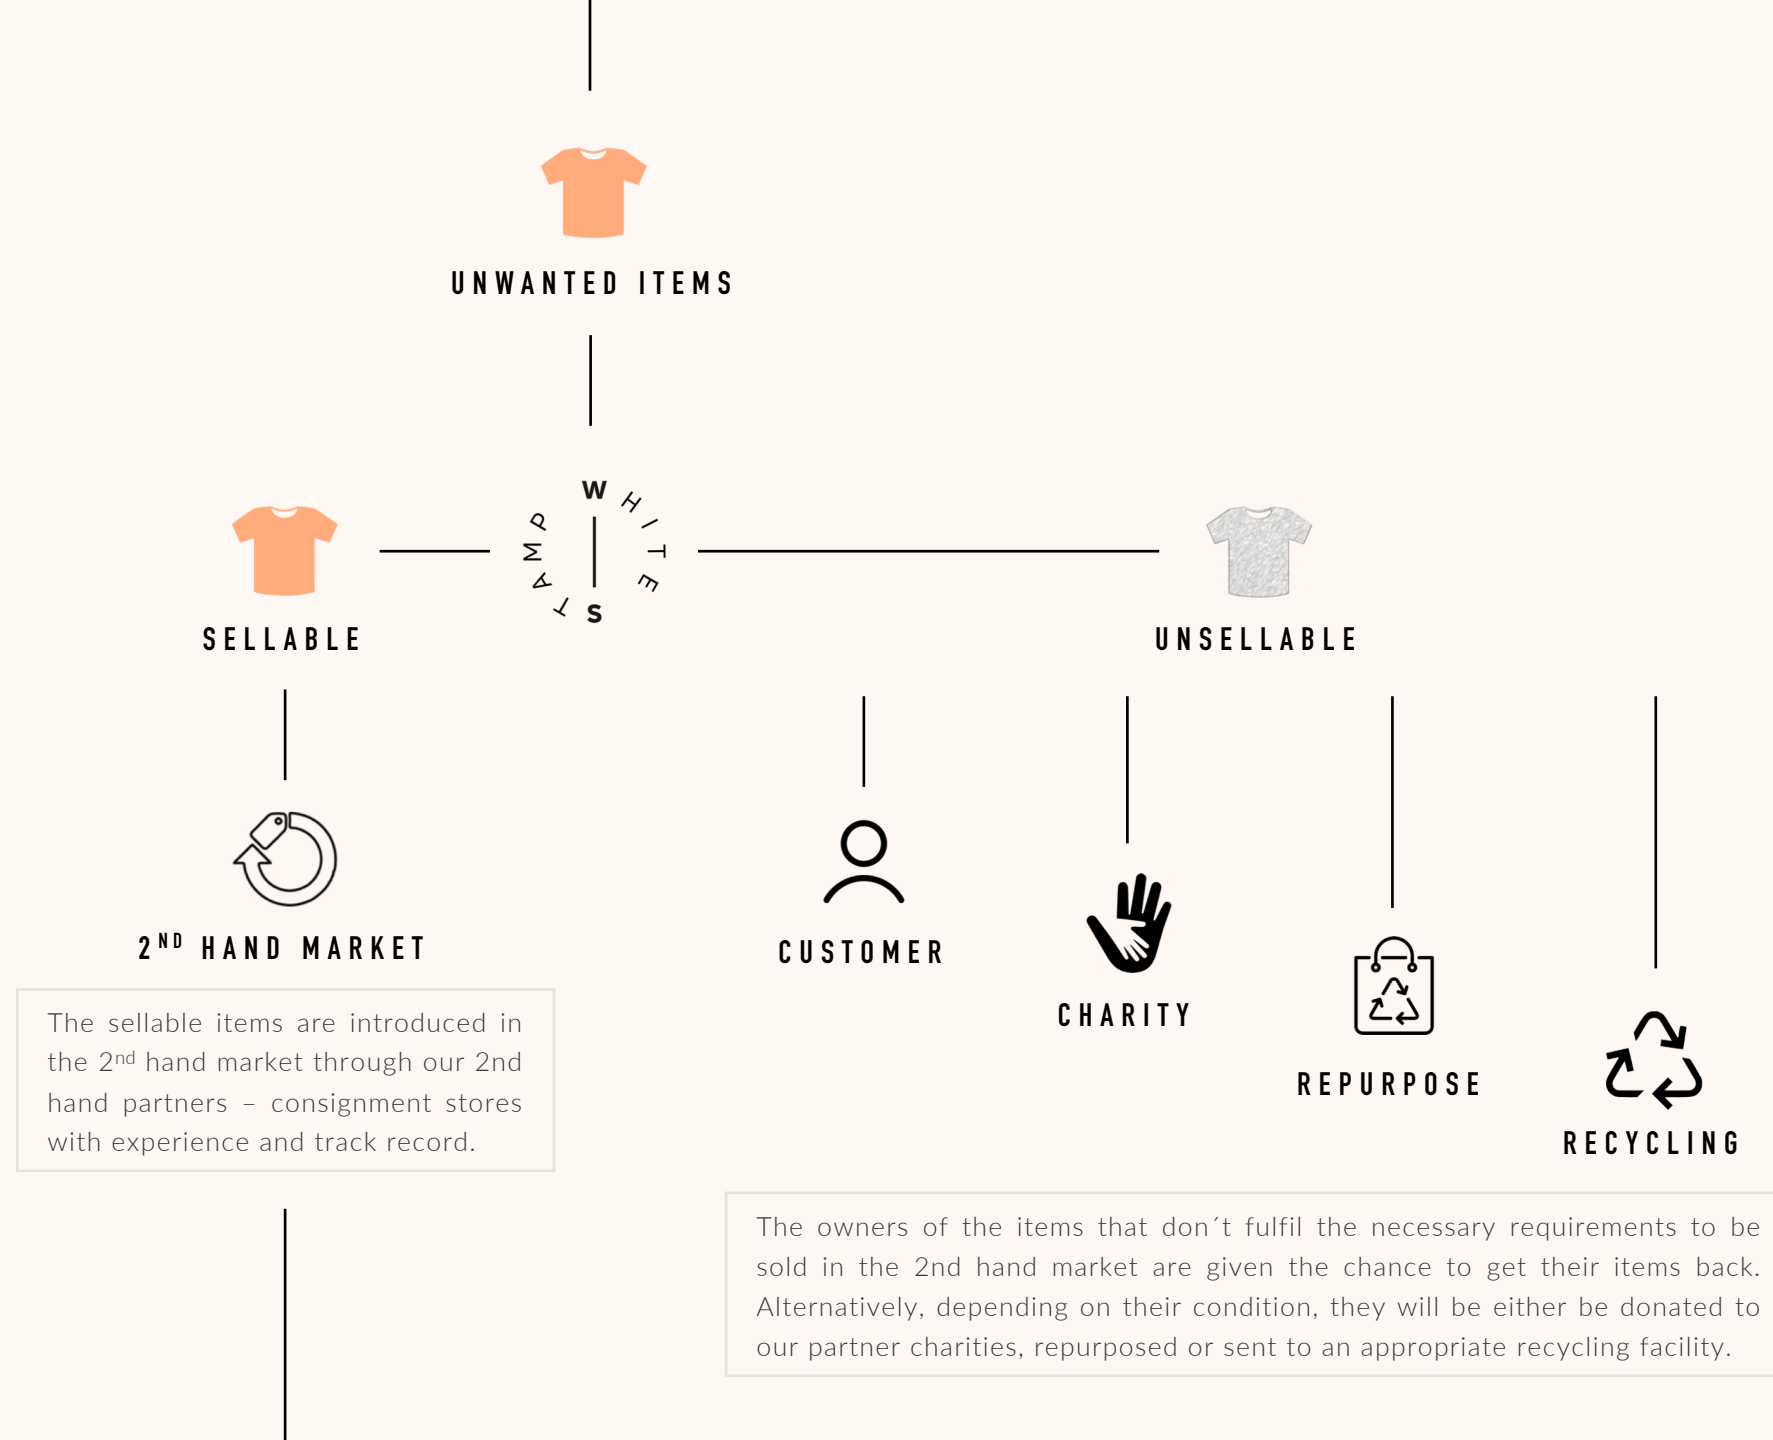 UNWANTED ITEMS
WHITE STAMP
SELLABLE
UNSELLABLE
2ND HAND MARKET
The sellable items are introduced in
the 2nd hand market through our 2nd
hand partners – consignment stores
with experience and track record.
CUSTOMER
CHARITY
REPURPOSE
RECYCLING
The owners of the items that don´t fulfil the necessary requirements to be
sold in the 2nd hand market are given the chance to get their items back.
Alternatively, depending on their condition, they will be either be donated to
our partner charities, repurposed or sent to an appropriate recycling facility.